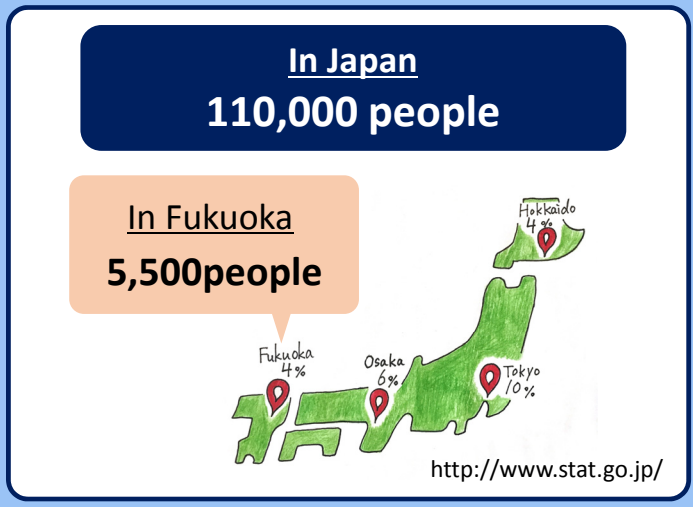 In Japan
110,000 people
In Fukuoka
5,500people
Hokkaido
4%
Fukuoka
4%
Osaka
6%
Tokyo
10%
http://www.stat.go.jp/